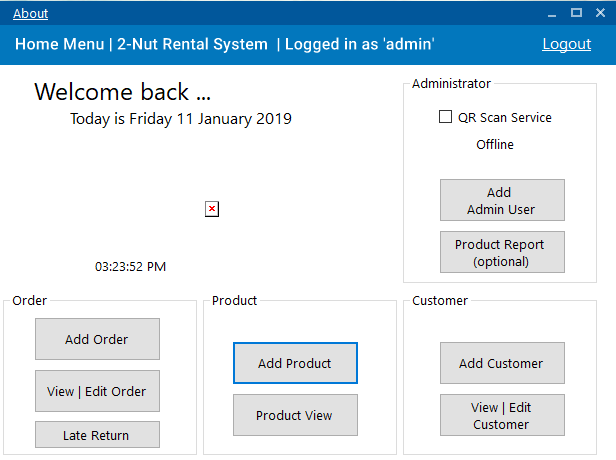 About
Home Menu | 2-Nut Rental System | Logged in as 'admin'
Logout
Welcome back ...
Today is Friday 11 January 2019
03:23:52 PM
Administrator
QR Scan Service
Offline
Add
Admin User
Product Report
(optional)
Order
Add Order
View | Edit Order
Late Return
Product
Add Product
Product View
Customer
Add Customer
View | Edit
Customer